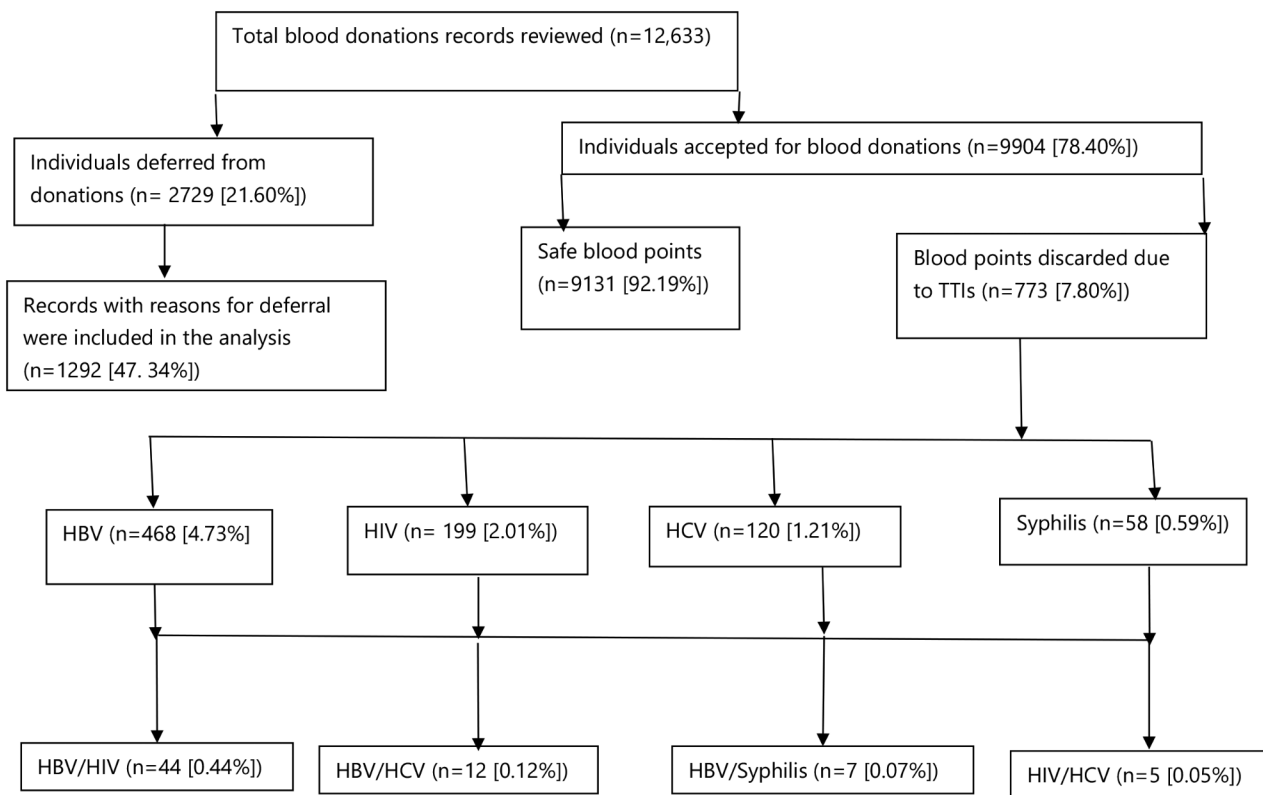 Total blood donations records reviewed (n=12,633)
Individuals deferred from
donations (n= 2729 [21.60%])
Individuals accepted for blood donations (n=9904 [78.40%])
Records with reasons for deferral
were included in the analysis
(n=1292 [47. 34%])
Safe blood points
(n=9131 [92.19%])
Blood points discarded due
to TTIs (n=773 [7.80%])
HBV (n=468 [4.73%]
HIV (n= 199 [2.01%])
HCV (n=120 [1.21%])
Syphilis (n=58 [0.59%])
HBV/HIV (n=44 [0.44%])
HBV/HCV (n=12 [0.12%])
HBV/Syphilis (n=7 [0.07%])
HIV/HCV (n=5 [0.05%])